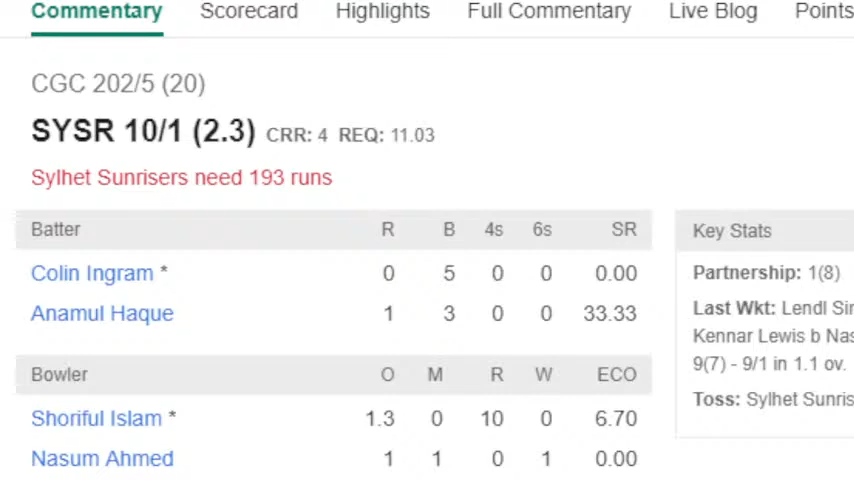 Commentary Scorecard Highlights Full Commentary Live Blog Points
CGC 202/5 (20)
SYSR 10/1 (2.3) CRR: 4 REQ: 11.03
Sylhet Sunrisers need 193 runs
Batter R B 4s 6s SR
Colin Ingram * 0 5 0 0 0.00
Anamul Haque 1 3 0 0 33.33
Bowler O M R W ECO
Shoriful Islam * 1.3 0 10 0 6.70
Nasum Ahmed 1 1 0 1 0.00
Key Stats
Partnership: 1(8)
Last Wkt: Lendl Sir
Kennar Lewis b Nas
9(7) - 9/1 in 1.1 ov.
Toss: Sylhet Sunris